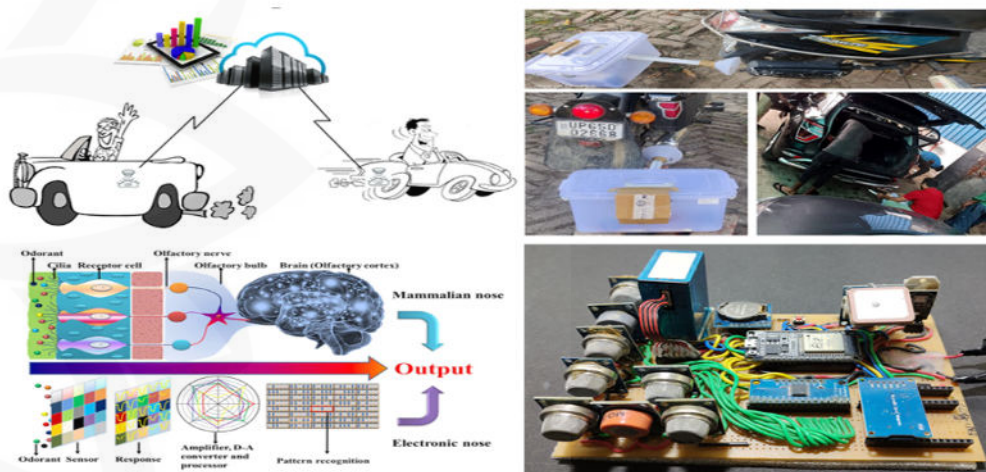 UP65D
Odorant
Cilia Receptor cell
Olfactory nerve
Olfactory bulb
Brain (Olfactory cortex)
Mammalian nose
Output
Electronic nose
Odorant Sensor
Response
Amplifier, D-A
converter and
processor
Pattern recognition